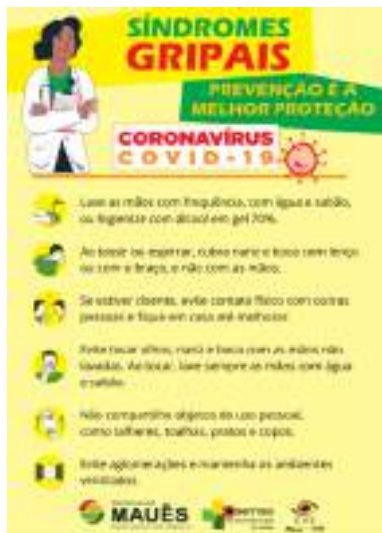 SÍNDROMES
GRIPAIS
PREVENÇÃO É A
MELHOR PROTEÇÃO
CORONAVÍRUS
COVID-19
Lave as mãos com frequência, com água e sabão,
ou higienize com álcool em gel 70%.
Ao tossir ou espirrar, cubra nariz e boca com lenço
ou com o braço, e não com as mãos.
Se estiver doente, evite contato físico com outras
pessoas e fique em casa até melhorar.
Evite tocar olhos, nariz e boca com as mãos não
lavadas. Ao tocar, lave sempre as mãos com água
e sabão.
Não compartilhe objetos de uso pessoal,
como talheres, toalhas, pratos e copos.
Evite aglomerações e mantenha os ambientes
ventilados.
MAUÉS